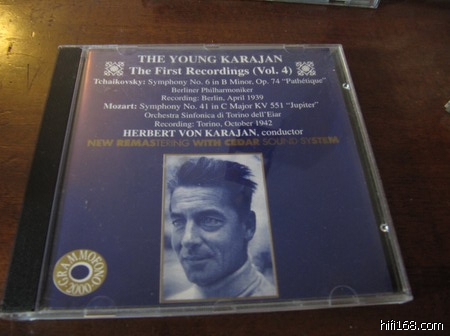 THE YOUNG KARAJAN
The First Recordings (Vol. 4)
Tchaikovsky: Symphony No. 6 in B Minor, Op. 74 "Pathétique"
Berliner Philharmoniker
Recording: Berlin, April 1939
Mozart: Symphony No. 41 in C Major KV 551 "Jupiter"
Orchestra Sinfonica di Torino dell'Eiar
Recording: Torino, October 1942
HERBERT VON KARAJAN, conductor
NEW REMASTERING WITH CEDAR SOUND SYSTEM
GRAMMOFONO 2000
hifi168.com